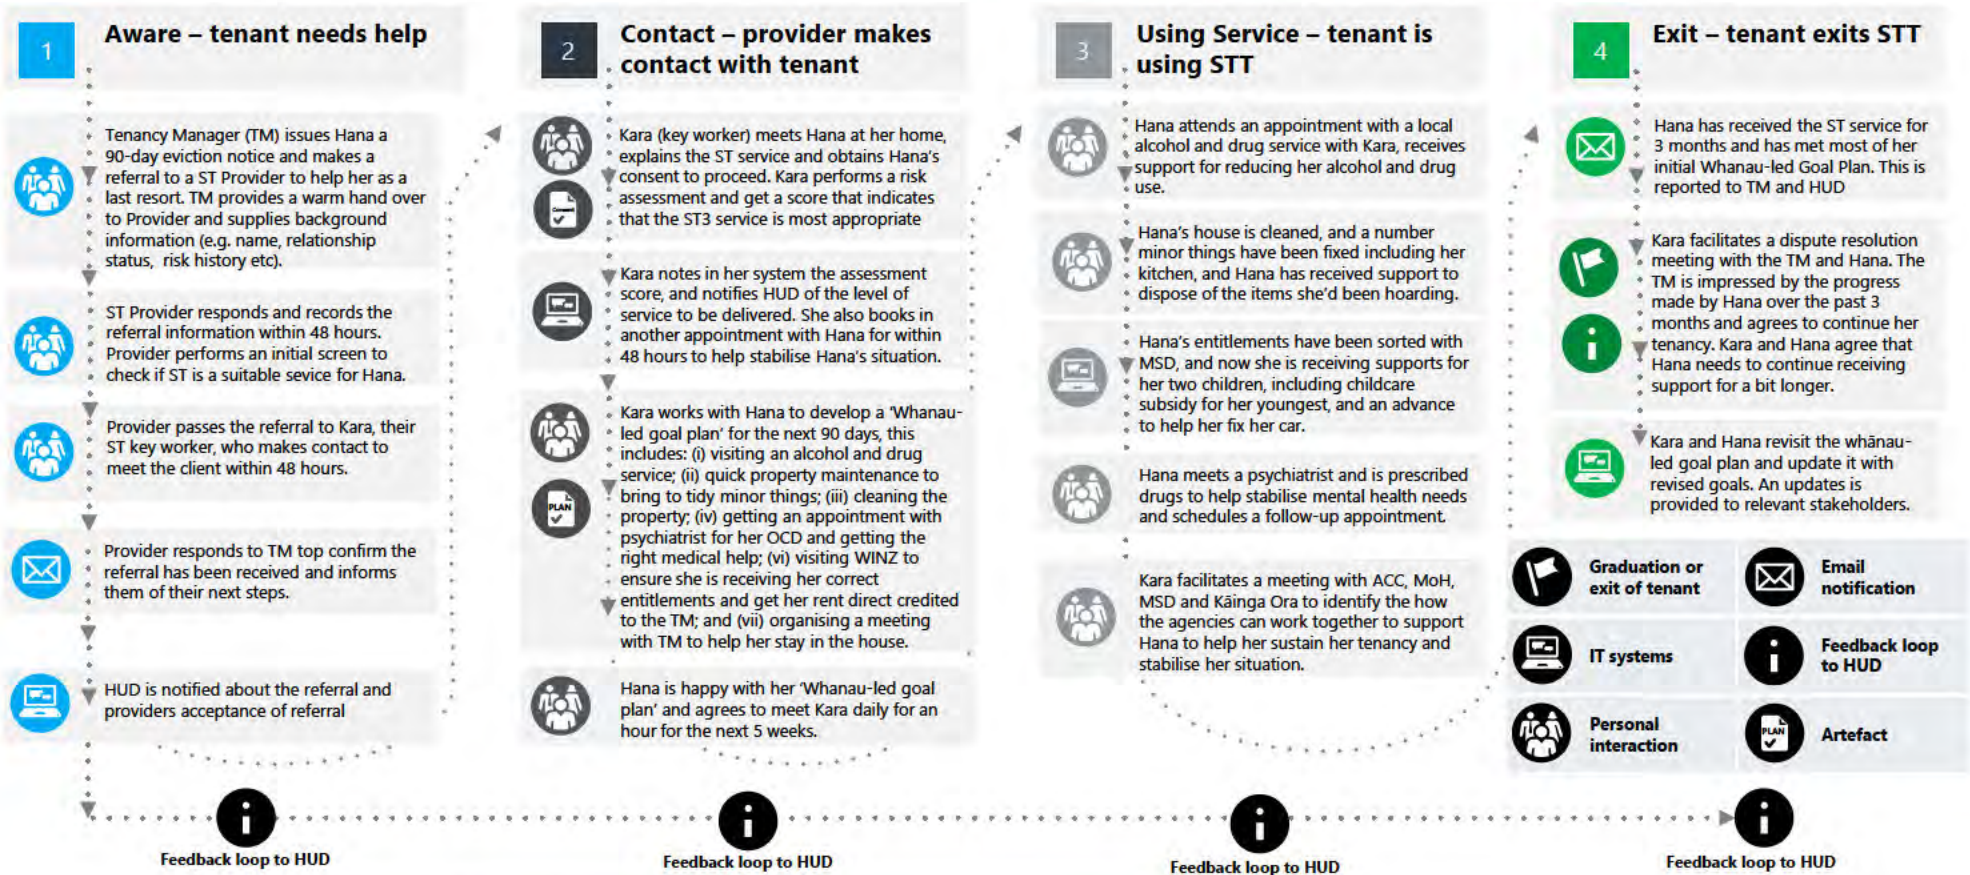 1
Aware – tenant needs help
Tenancy Manager (TM) issues Hana a
90-day eviction notice and makes a
referral to a ST Provider to help her as a
last resort. TM provides a warm hand over
to Provider and supplies background
information (e.g. name, relationship
status, risk history etc).
ST Provider responds and records the
referral information within 48 hours.
Provider performs an initial screen to
check if ST is a suitable sevice for Hana.
Provider passes the referral to Kara, their
ST key worker, who makes contact to
meet the client within 48 hours.
Provider responds to TM top confirm the
referral has been received and informs
them of their next steps.
HUD is notified about the referral and
providers acceptance of referral
2
Contact – provider makes
contact with tenant
Kara (key worker) meets Hana at her home,
explains the ST service and obtains Hana's
consent to proceed. Kara performs a risk
assessment and get a score that indicates
that the ST3 service is most appropriate
Consent
Kara notes in her system the assessment
score, and notifies HUD of the level of
service to be delivered. She also books in
another appointment with Hana for within
48 hours to help stabilise Hana's situation.
Kara works with Hana to develop a 'Whanau-
led goal plan' for the next 90 days, this
includes: (i) visiting an alcohol and drug
service; (ii) quick property maintenance to
bring to tidy minor things; (iii) cleaning the
property; (iv) getting an appointment with
psychiatrist for her OCD and getting the
right medical help; (vi) visiting WINZ to
ensure she is receiving her correct
entitlements and get her rent direct credited
to the TM; and (vii) organising a meeting
with TM to help her stay in the house.
PLAN
Hana is happy with her 'Whanau-led goal
plan' and agrees to meet Kara daily for an
hour for the next 5 weeks.
3
Using Service – tenant is
using STT
Hana attends an appointment with a local
alcohol and drug service with Kara, receives
support for reducing her alcohol and drug
use.
Hana's house is cleaned, and a number
minor things have been fixed including her
kitchen, and Hana has received support to
dispose of the items she'd been hoarding.
Hana's entitlements have been sorted with
MSD, and now she is receiving supports for
her two children, including childcare
subsidy for her youngest, and an advance
to help her fix her car.
Hana meets a psychiatrist and is prescribed
drugs to help stabilise mental health needs
and schedules a follow-up appointment.
Kara facilitates a meeting with ACC, MoH,
MSD and Kāinga Ora to identify the how
the agencies can work together to support
Hana to help her sustain her tenancy and
stabilise her situation.
4
Exit – tenant exits STT
Hana has received the ST service for
3 months and has met most of her
initial Whanau-led Goal Plan. This is
reported to TM and HUD
Kara facilitates a dispute resolution
meeting with the TM and Hana. The
TM is impressed by the progress
made by Hana over the past 3
months and agrees to continue her
tenancy. Kara and Hana agree that
Hana needs to continue receiving
support for a bit longer.
Kara and Hana revisit the whānau-
led goal plan and update it with
revised goals. An updates is
provided to relevant stakeholders.
Graduation or
exit of tenant
Email
notification
IT systems
Feedback loop
to HUD
Personal
interaction
PLAN
Artefact
Feedback loop to HUD
Feedback loop to HUD
Feedback loop to HUD
Feedback loop to HUD